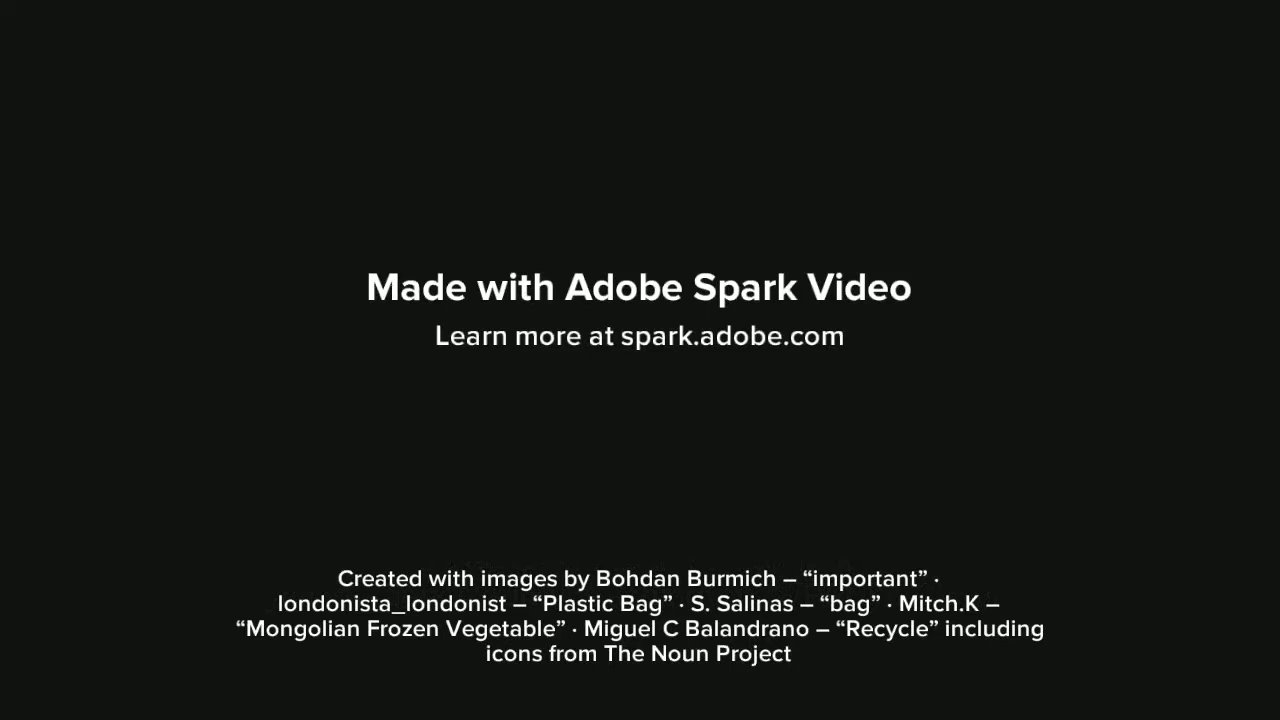 Made with Adobe Spark Video
Learn more at spark.adobe.com
Created with images by Bohdan Burmich – “important” ·
londonista_londonist – “Plastic Bag” · S. Salinas – “bag” · Mitch.K –
“Mongolian Frozen Vegetable” · Miguel C Balandrano – “Recycle” including
icons from The Noun Project